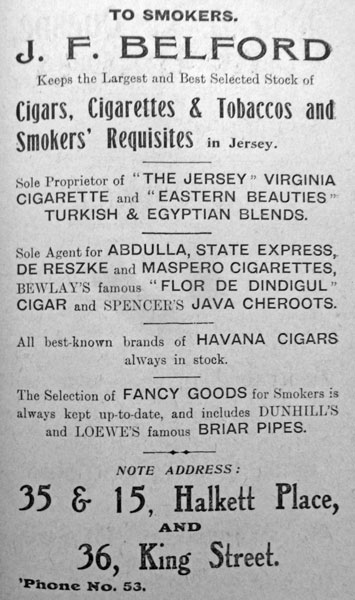 TO SMOKERS.
J. F. BELFORD
Keeps the Largest and Best Selected Stock of
Cigars, Cigarettes & Tobaccos and
Smokers' Requisites in Jersey.
Sole Proprietor of "THE JERSEY" VIRGINIA
CIGARETTE and "EASTERN BEAUTIES"
TURKISH & EGYPTIAN BLENDS.
Sole Agent for ABDULLA, STATE EXPRESS,
DE RESZKE and MASPERO CIGARETTES,
BEWLAY'S famous "FLOR DE DINDIGUL"
CIGAR and SPENCER'S JAVA CHEROOTS.
All best-known brands of HAVANA CIGARS
always in stock.
The Selection of FANCY GOODS for Smokers is
always kept up-to-date, and includes DUNHILL'S
and LOEWE'S famous BRIAR PIPES.
NOTE ADDRESS:
35 & 15, Halkett Place,
AND
36, King Street.
'Phone No. 53.